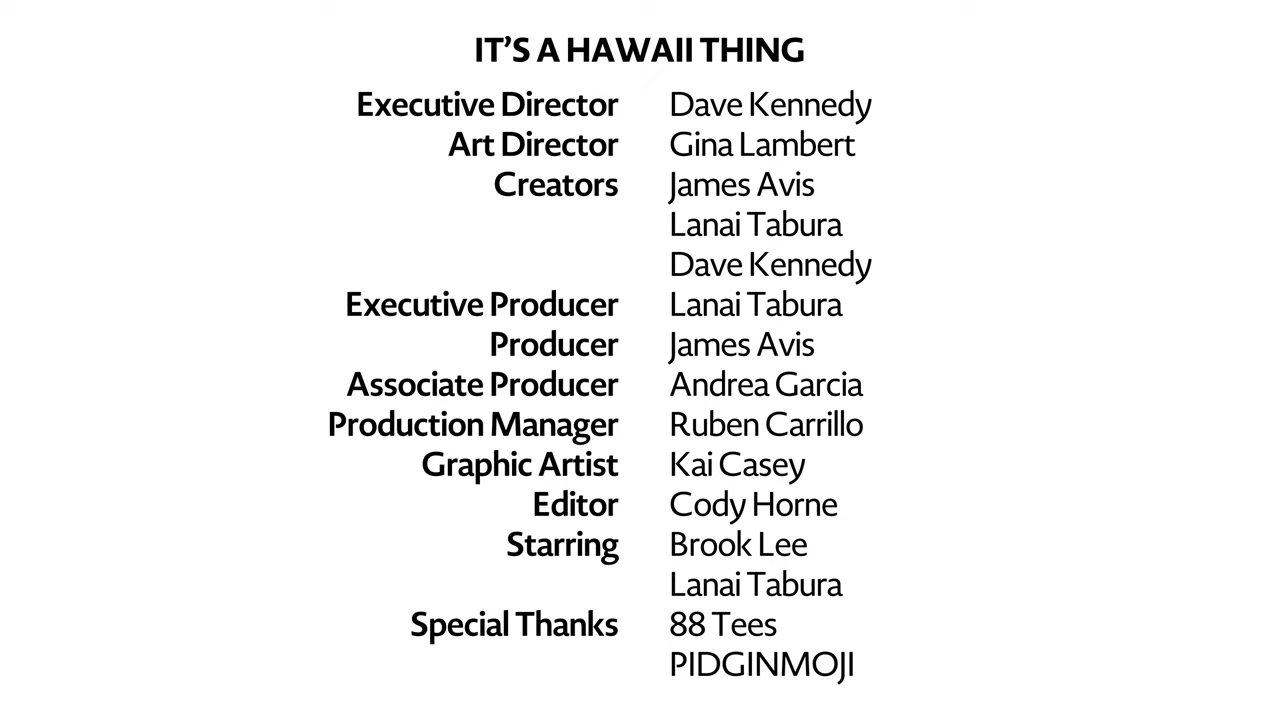 IT'S A HAWAII THING
Executive Director Dave Kennedy
Art Director Gina Lambert
Creators James Avis
Lanai Tabura
Dave Kennedy
Executive Producer Lanai Tabura
Producer James Avis
Associate Producer Andrea Garcia
Production Manager Ruben Carrillo
Graphic Artist Kai Casey
Editor Cody Horne
Starring Brook Lee
Lanai Tabura
Special Thanks 88 Tees
PIDGINMOJI